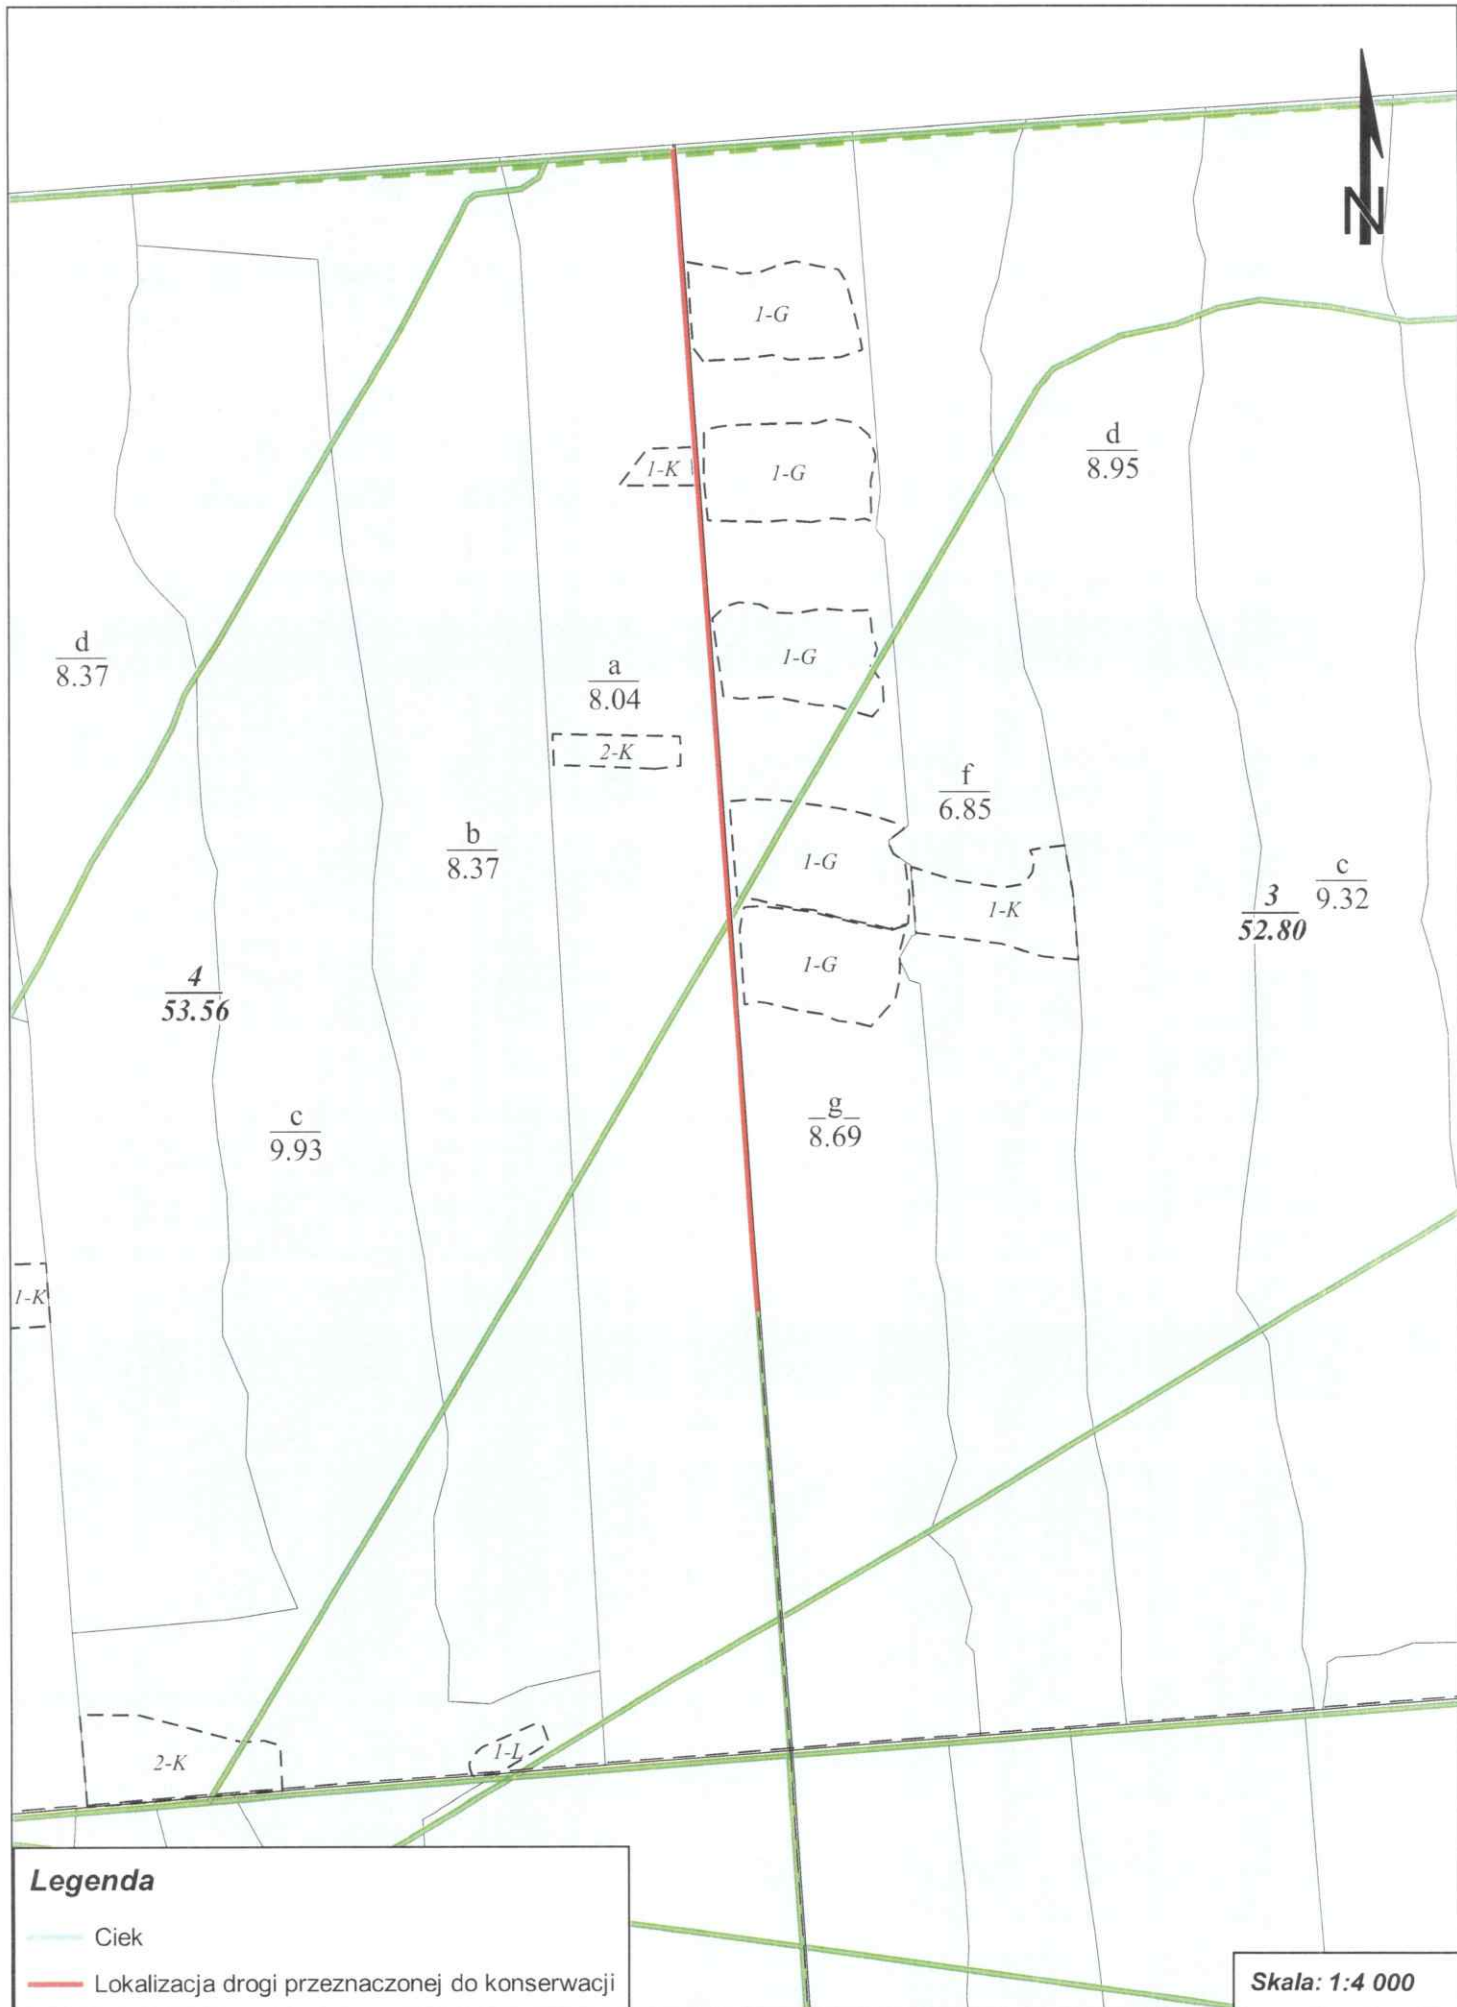 N
1-G
1-K
1-G
d
8.95
d
8.37
a
8.04
1-G
2-K
f
6.85
b
8.37
1-G
1-K
c
9.32
3
52.80
4
53.56
1-G
c
9.93
g
8.69
1-K
2-K
1-L
Legenda
Ciek
Lokalizacja drogi przeznaczonej do konserwacji
Skala: 1:4 000